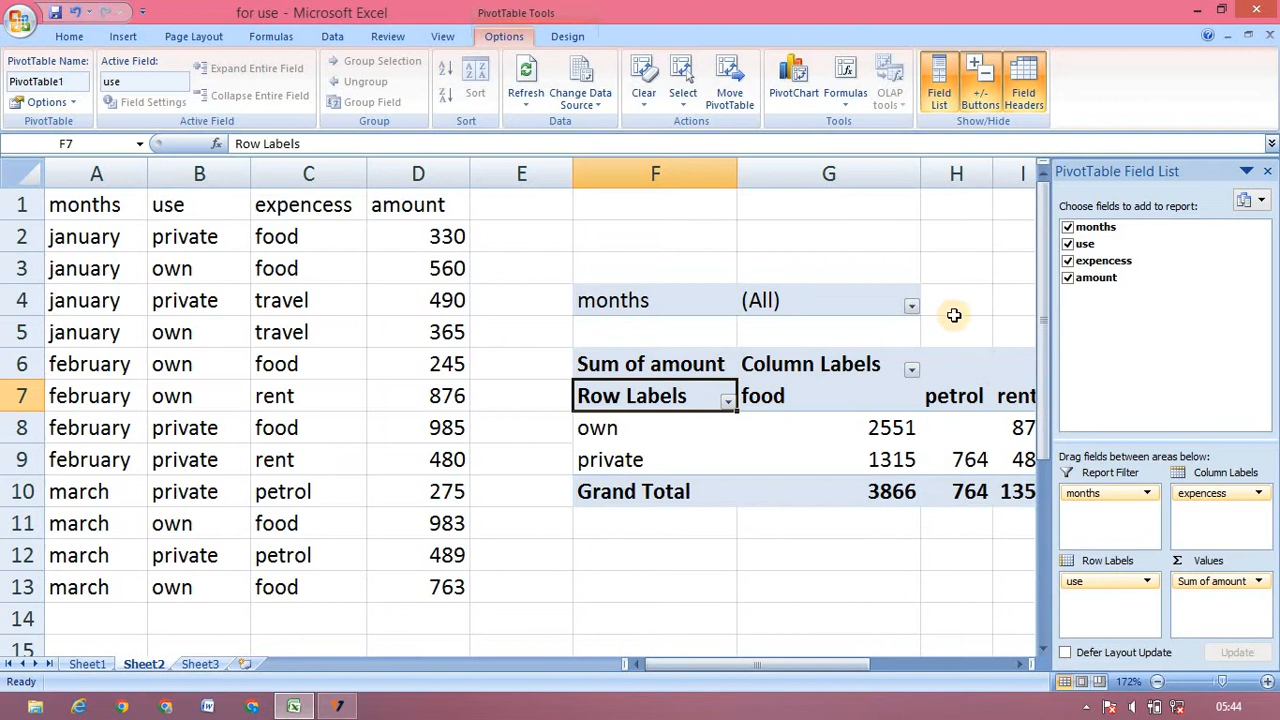 for use - Microsoft Excel
PivotTable Tools
Home Insert Page Layout Formulas Data Review View Options Design
PivotTable Name: Active Field: Expand Entire Field Group Selection
PivotTable1 use Collapse Entire Field Ungroup Sort Refresh Change Data Source Clear Select Move PivotTable PivotChart Formulas OLAP tools Field List +/- Buttons Field Headers
Options Field Settings Group Field
PivotTable Active Field Group Sort Data Actions Tools Show/Hide
F7 fx Row Labels
A B C D E F G H I
1 months use expencess amount
2 january private food 330
3 january own food 560
4 january private travel 490 months (All)
5 january own travel 365
6 february own food 245 Sum of amount Column Labels
7 february own rent 876 Row Labels food petrol rent
8 february private food 985 own 2551 87
9 february private rent 480 private 1315 764 48
10 march private petrol 275 Grand Total 3866 764 135
11 march own food 983
12 march private petrol 489
13 march own food 763
14
15
PivotTable Field List
Choose fields to add to report:
months
use
expencess
amount
Drag fields between areas below:
Report Filter Column Labels
months expencess
Row Labels Σ Values
use Sum of amount
Defer Layout Update Update
Sheet1 Sheet2 Sheet3
Ready 172%
05:44